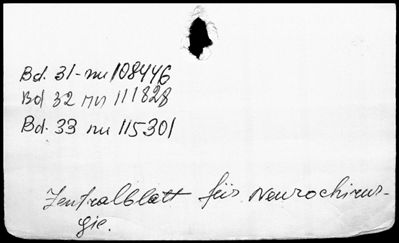 Bd. 31 - nu 108446
Bd 32 nu 111828
Bd. 33 nu 115301
Zentralblatt für Neurochirur-
gie.